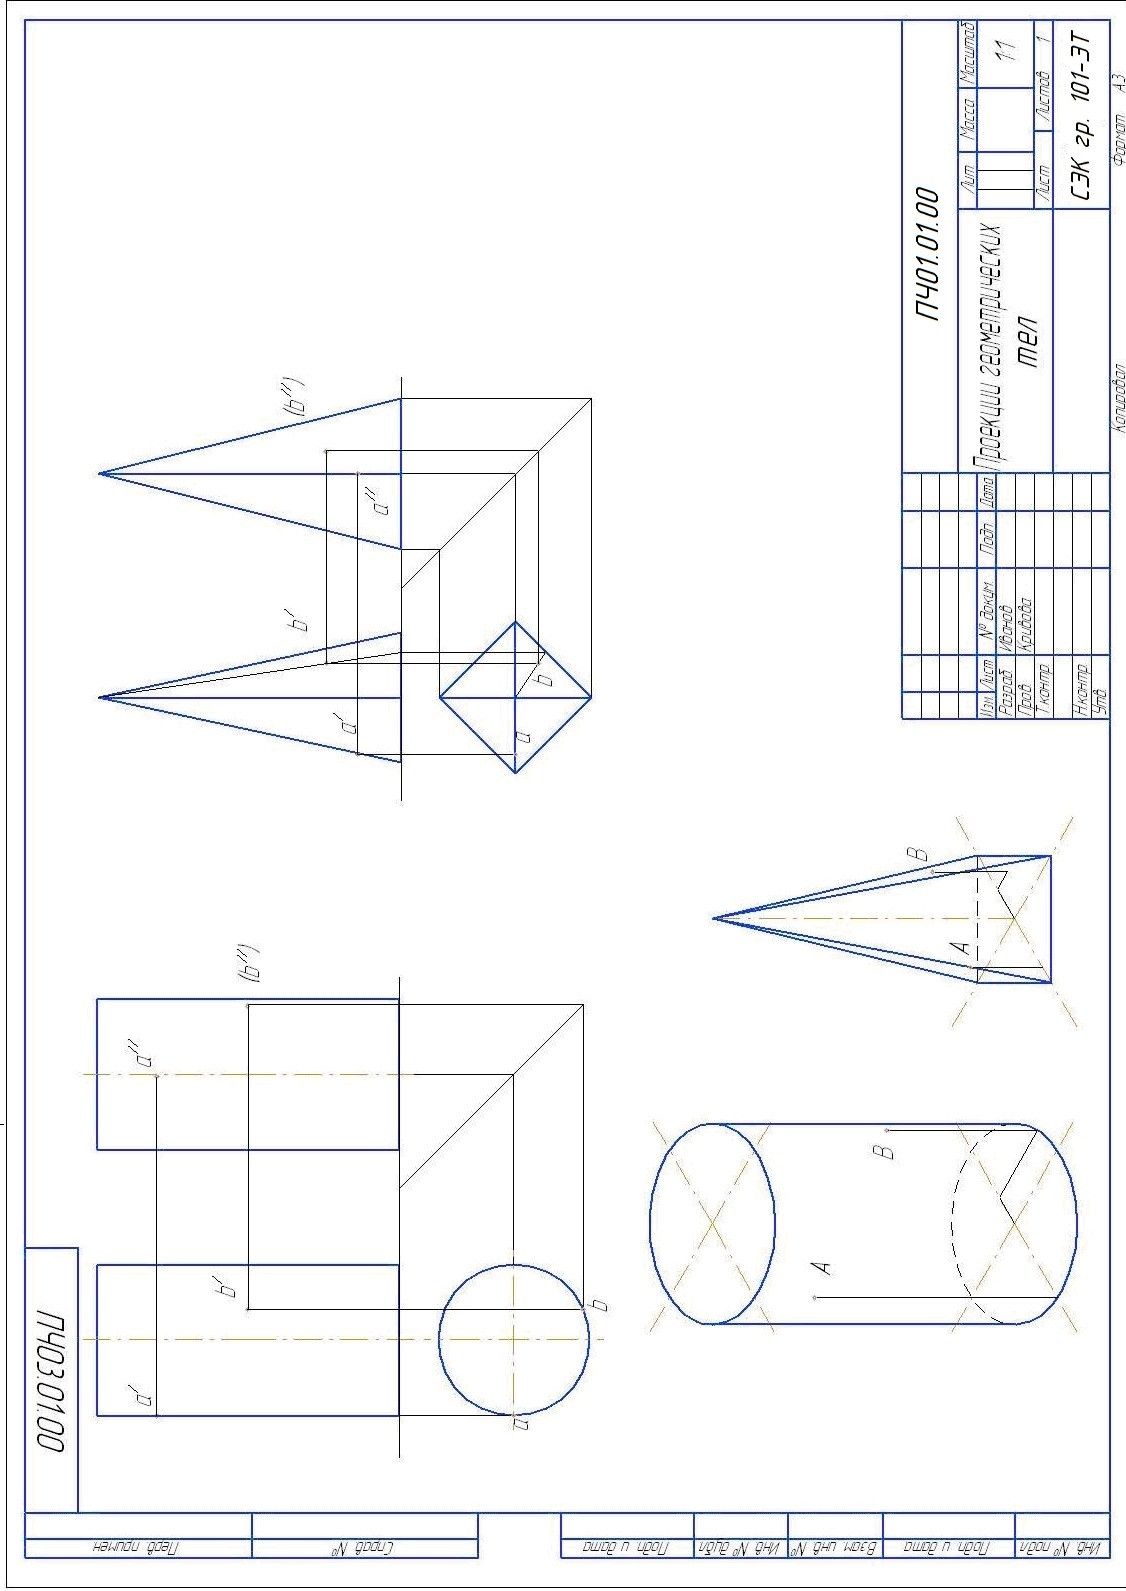 ПЧ03.01.00
a'
a''
b'
(b'')
a
b
a'
b'
a''
(b'')
a
b
A
B
A
B
Перв. примен.
Справ. №
Подп. и дата
Инв. № дубл.
Взам. инв. №
Подп. и дата
Инв. № подл.
ПЧ01.01.00
Изм. Лист № докум. Подп. Дата
Разраб. Иванов
Пров. Кривова
Т.контр.
Н.контр.
Утв.
Проекции геометрических
тел
Лит. Масса Масштаб
1:1
Лист Листов 1
СЭК гр. 101-ЭТ
Копировал Формат A3